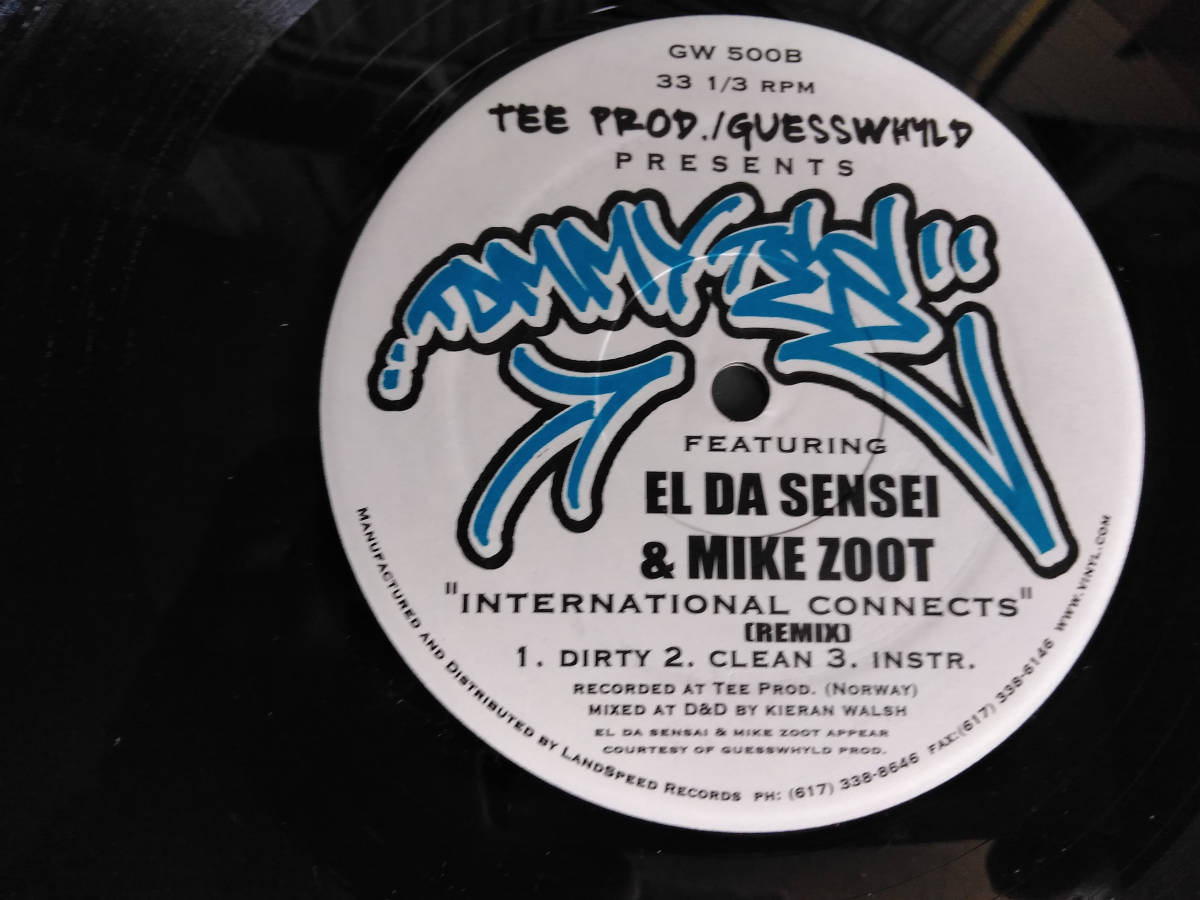 GW 500B
33 1/3 RPM
TEE PROD./GUESSWHYLD
PRESENTS
"TOMMY TEE"
FEATURING
EL DA SENSEI
& MIKE ZOOT
"INTERNATIONAL CONNECTS"
(REMIX)
1. DIRTY 2. CLEAN 3. INSTR.
RECORDED AT TEE PROD. (NORWAY)
MIXED AT D&D BY KIERAN WALSH
EL DA SENSAI & MIKE ZOOT APPEAR
COURTESY OF GUESSWHYLD PROD.
MANUFACTURED AND DISTRIBUTED BY LANDSPEED RECORDS PH: (617) 338-8646 FAX:(617) 338-6146 WWW.VINYL.COM